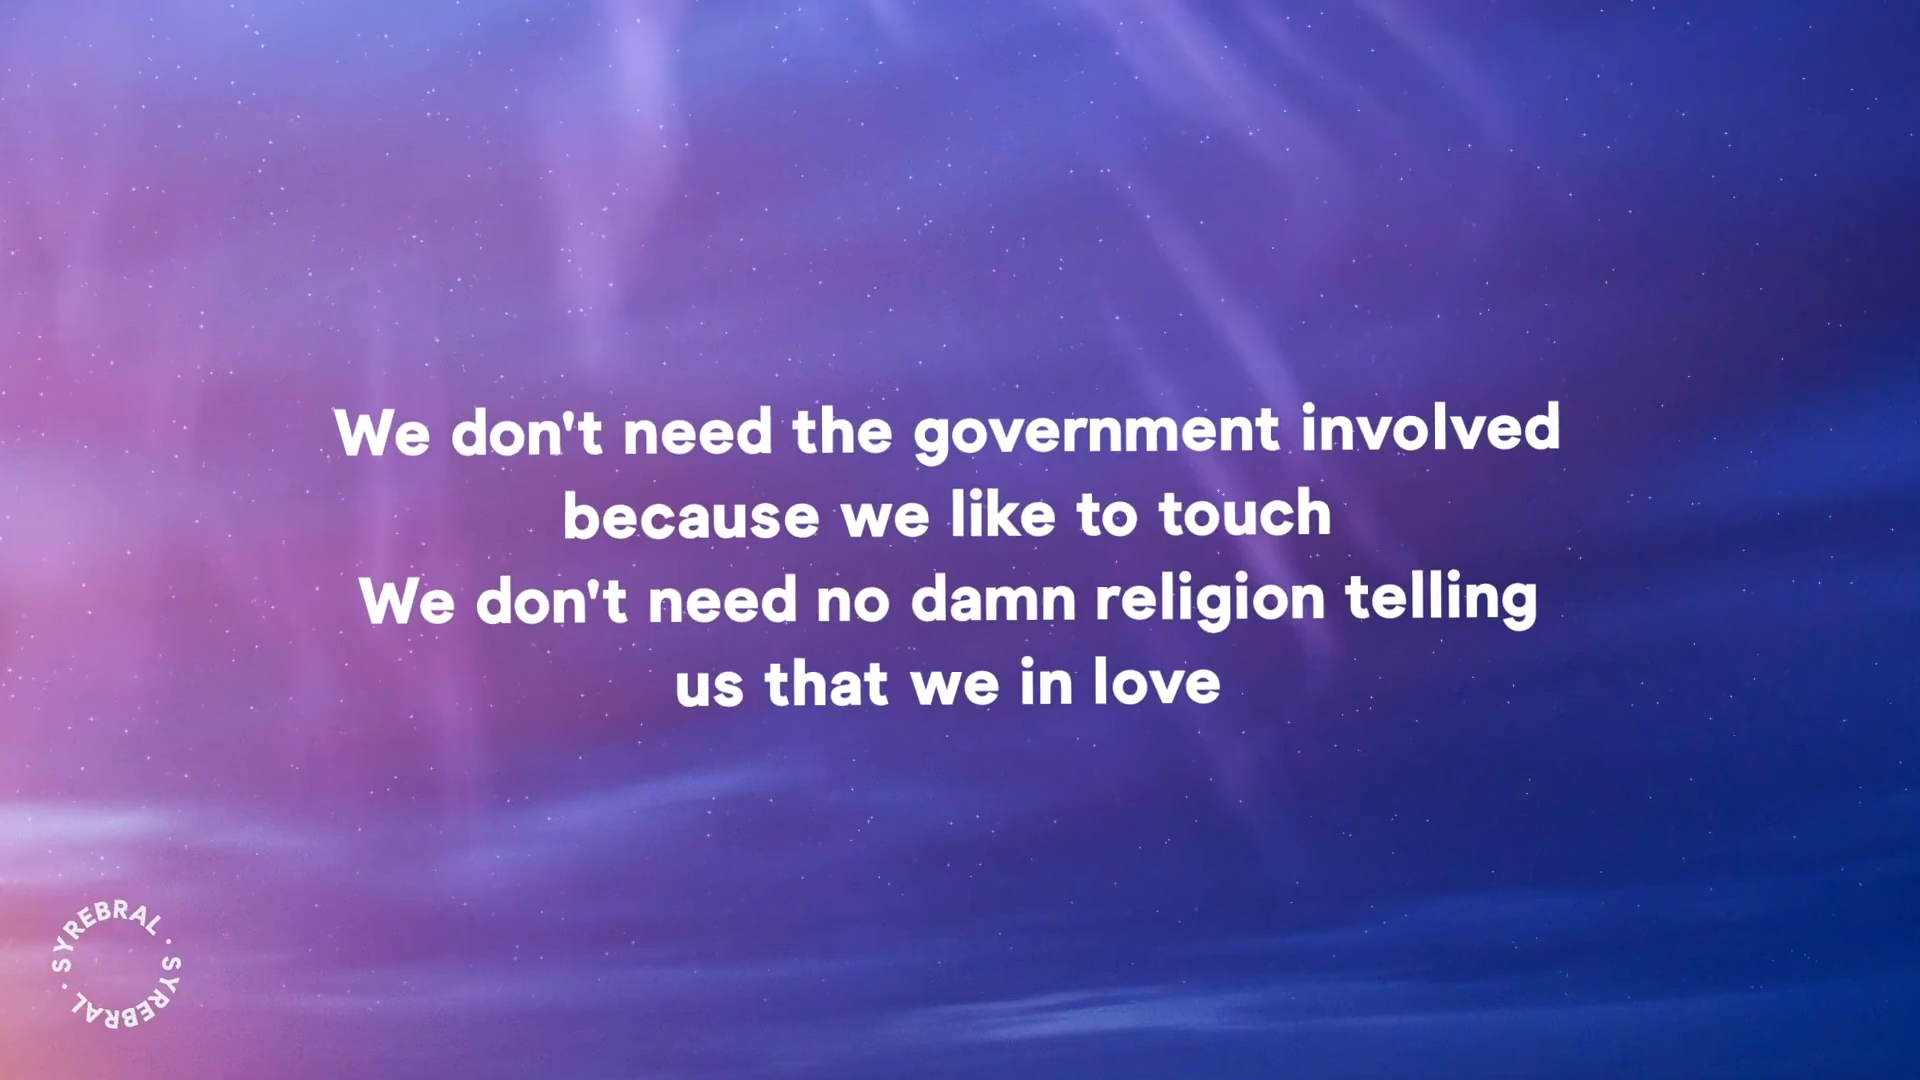 We don't need the government involved
because we like to touch
We don't need no damn religion telling
us that we in love
SYREBRAL · SYREBRAL ·